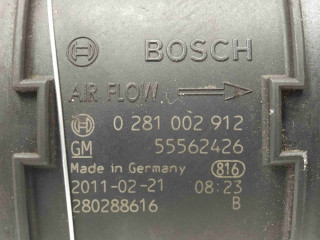 BOSCH
AIR FLOW
0 281 002 912
GM 55562426
Made in Germany 816
2011-02-21 08:23
280288616 B